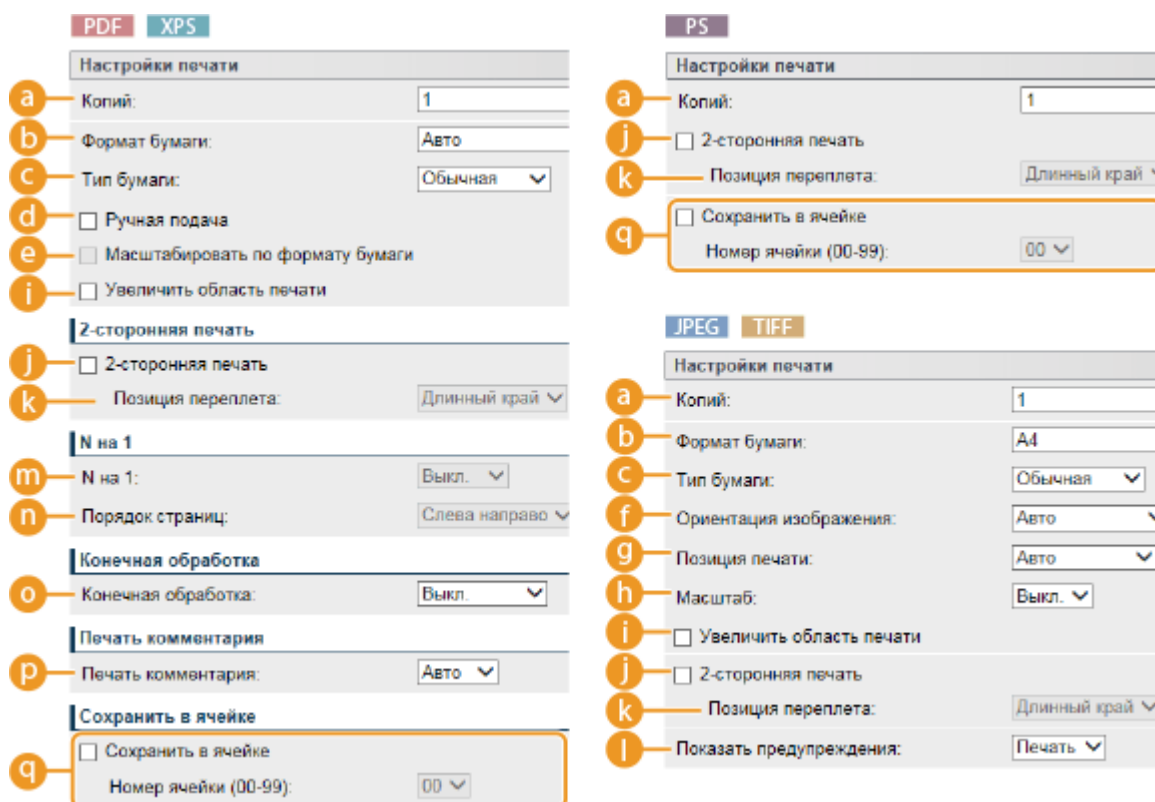 PDF XPS
Настройки печати
a Копий: 1
b Формат бумаги: Авто
c Тип бумаги: Обычная
d Ручная подача
e Масштабировать по формату бумаги
i Увеличить область печати
2-сторонняя печать
j 2-сторонняя печать
k Позиция переплета: Длинный край
N на 1
m N на 1: Выкл.
n Порядок страниц: Слева направо
Конечная обработка
o Конечная обработка: Выкл.
Печать комментария
p Печать комментария: Авто
Сохранить в ячейке
q Сохранить в ячейке
Номер ячейки (00-99): 00
PS
Настройки печати
a Копий: 1
j 2-сторонняя печать
k Позиция переплета: Длинный край
q Сохранить в ячейке
Номер ячейки (00-99): 00
JPEG TIFF
Настройки печати
a Копий: 1
b Формат бумаги: A4
c Тип бумаги: Обычная
f Ориентация изображения: Авто
g Позиция печати: Авто
h Масштаб: Выкл.
i Увеличить область печати
j 2-сторонняя печать
k Позиция переплета: Длинный край
l Показать предупреждения: Печать